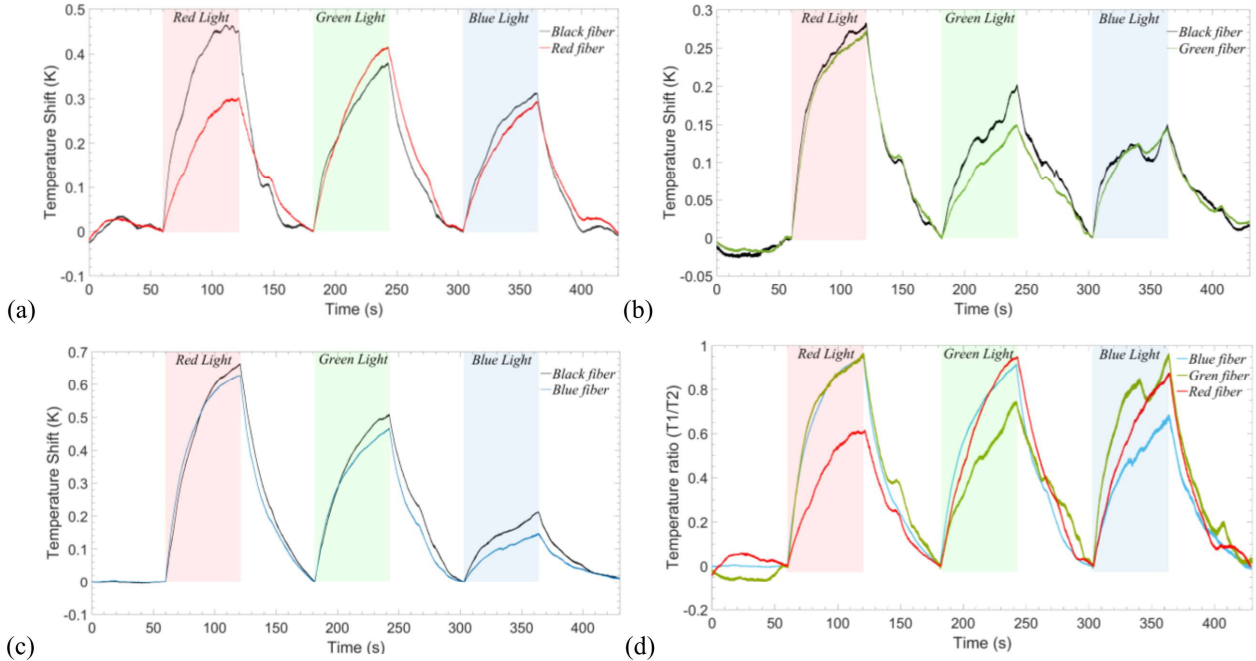 Red Light Green Light Blue Light
Black fiber
Red fiber
Temperature Shift (K)
0.5
0.4
0.3
0.2
0.1
0
-0.1
0 50 100 150 200 250 300 350 400
Time (s)
(a)
Red Light Green Light Blue Light
Black fiber
Green fiber
Temperature Shift (K)
0.3
0.25
0.2
0.15
0.1
0.05
0
-0.05
0 50 100 150 200 250 300 350 400
Time (s)
(b)
Red Light Green Light Blue Light
Black fiber
Blue fiber
Temperature Shift (K)
0.7
0.6
0.5
0.4
0.3
0.2
0.1
0
-0.1
0 50 100 150 200 250 300 350 400
Time (s)
(c)
Red Light Green Light Blue Light
Blue fiber
Gren fiber
Red fiber
Temperature ratio (T1/T2)
1
0.8
0.6
0.4
0.2
0
-0.2
0 50 100 150 200 250 300 350 400
Time (s)
(d)